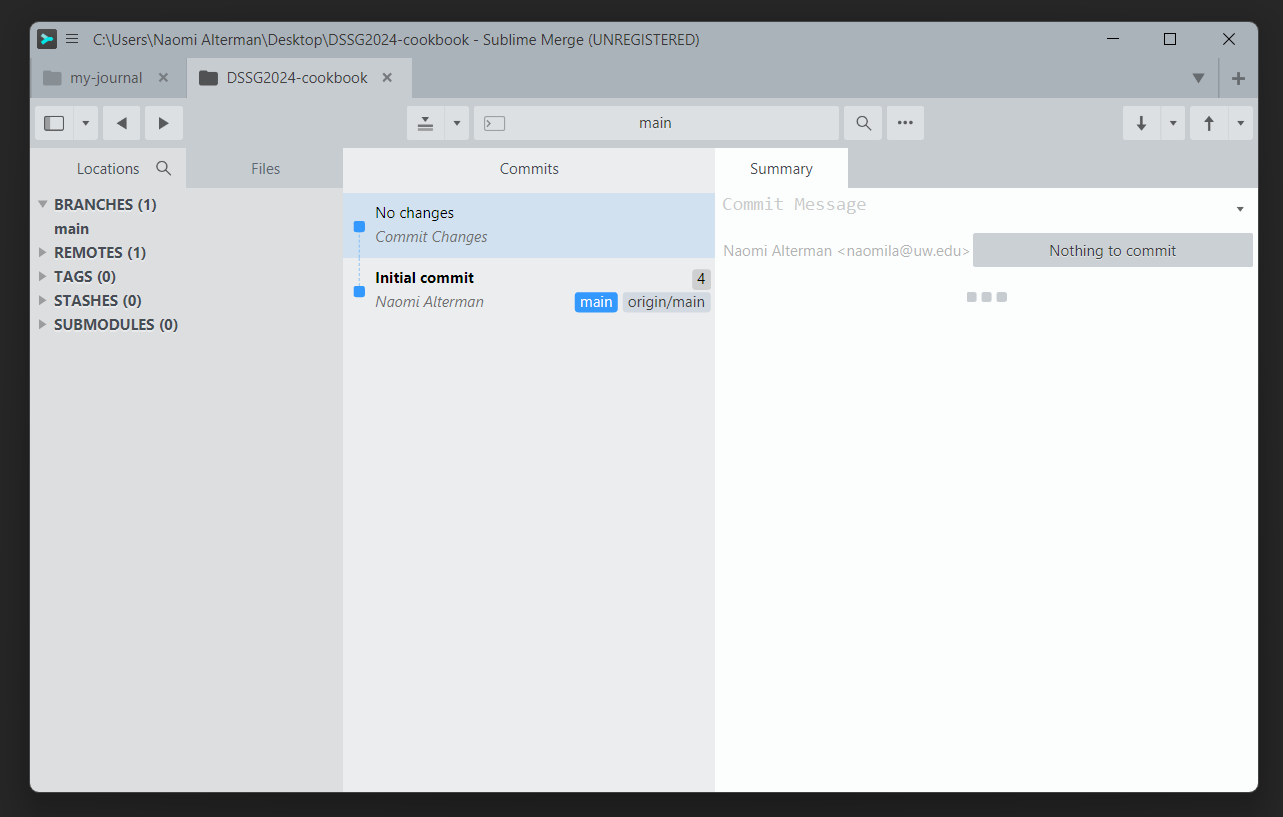 C:\Users\Naomi Alterman\Desktop\DSSG2024-cookbook - Sublime Merge (UNREGISTERED)
my-journal
DSSG2024-cookbook
main
Locations
Files
Commits
Summary
BRANCHES (1)
main
REMOTES (1)
TAGS (0)
STASHES (0)
SUBMODULES (0)
No changes
Commit Changes
Initial commit 4
Naomi Alterman main origin/main
Commit Message
Naomi Alterman <naomila@uw.edu> Nothing to commit